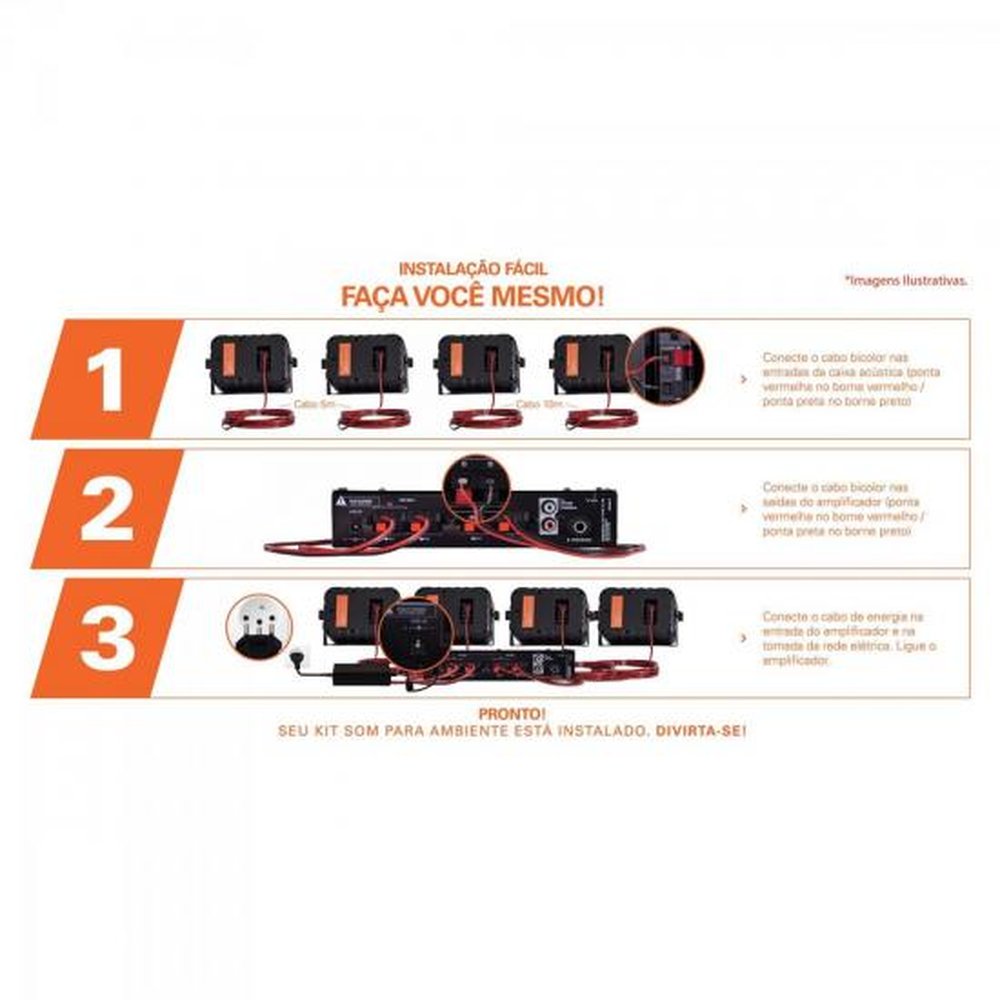 INSTALAÇÃO FÁCIL
FAÇA VOCÊ MESMO!
*Imagens Ilustrativas.
1
Cabo 5m
Cabo 10m
Conecte o cabo bicolor nas
entradas da caixa acústica (ponta
vermelha no borne vermelho /
ponta preta no borne preto)
2
Conecte o cabo bicolor nas
saídas do amplificador (ponta
vermelha no borne vermelho /
ponta preta no borne preto)
3
Conecte o cabo de energia na
entrada do amplificador e na
tomada da rede elétrica. Ligue o
amplificador.
PRONTO!
SEU KIT SOM PARA AMBIENTE ESTÁ INSTALADO. DIVIRTA-SE!